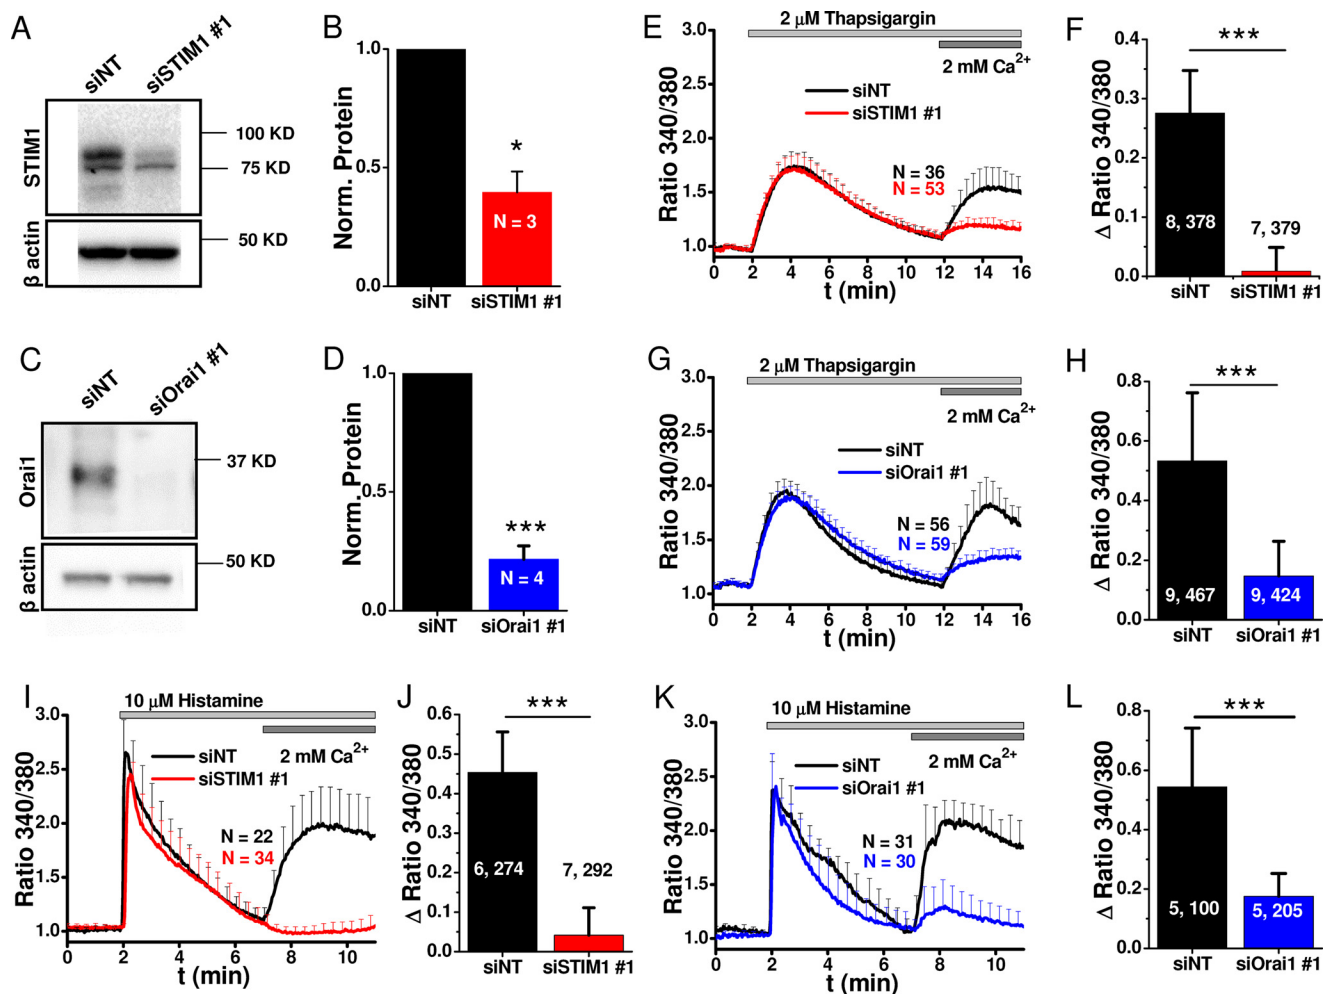 A
siNT
siSTIM1 #1
STIM1
100 KD
75 KD
β actin
50 KD
B
Norm. Protein
1.0
0.5
0.0
*
N = 3
siNT
siSTIM1 #1
C
siNT
siOrai1 #1
Orai1
37 KD
β actin
50 KD
D
Norm. Protein
1.0
0.5
0.0
***
N = 4
siNT
siOrai1 #1
E
2 μM Thapsigargin
2 mM Ca2+
siNT
siSTIM1 #1
N = 36
N = 53
Ratio 340/380
3.0
2.5
2.0
1.5
1.0
0 2 4 6 8 10 12 14 16
t (min)
F
***
Δ Ratio 340/380
0.4
0.3
0.2
0.1
0.0
8, 378
7, 379
siNT
siSTIM1 #1
G
2 μM Thapsigargin
2 mM Ca2+
siNT
siOrai1 #1
N = 56
N = 59
Ratio 340/380
3.0
2.5
2.0
1.5
1.0
0 2 4 6 8 10 12 14 16
t (min)
H
***
Δ Ratio 340/380
0.8
0.6
0.4
0.2
0.0
9, 467
9, 424
siNT
siOrai1 #1
I
10 μM Histamine
2 mM Ca2+
siNT
siSTIM1 #1
N = 22
N = 34
Ratio 340/380
3.0
2.5
2.0
1.5
1.0
0 2 4 6 8 10
t (min)
J
***
Δ Ratio 340/380
0.6
0.5
0.4
0.3
0.2
0.1
0.0
6, 274
7, 292
siNT
siSTIM1 #1
K
10 μM Histamine
2 mM Ca2+
siNT
siOrai1 #1
N = 31
N = 30
Ratio 340/380
3.0
2.5
2.0
1.5
1.0
0 2 4 6 8 10
t (min)
L
***
Δ Ratio 340/380
0.8
0.6
0.4
0.2
0.0
5, 100
5, 205
siNT
siOrai1 #1